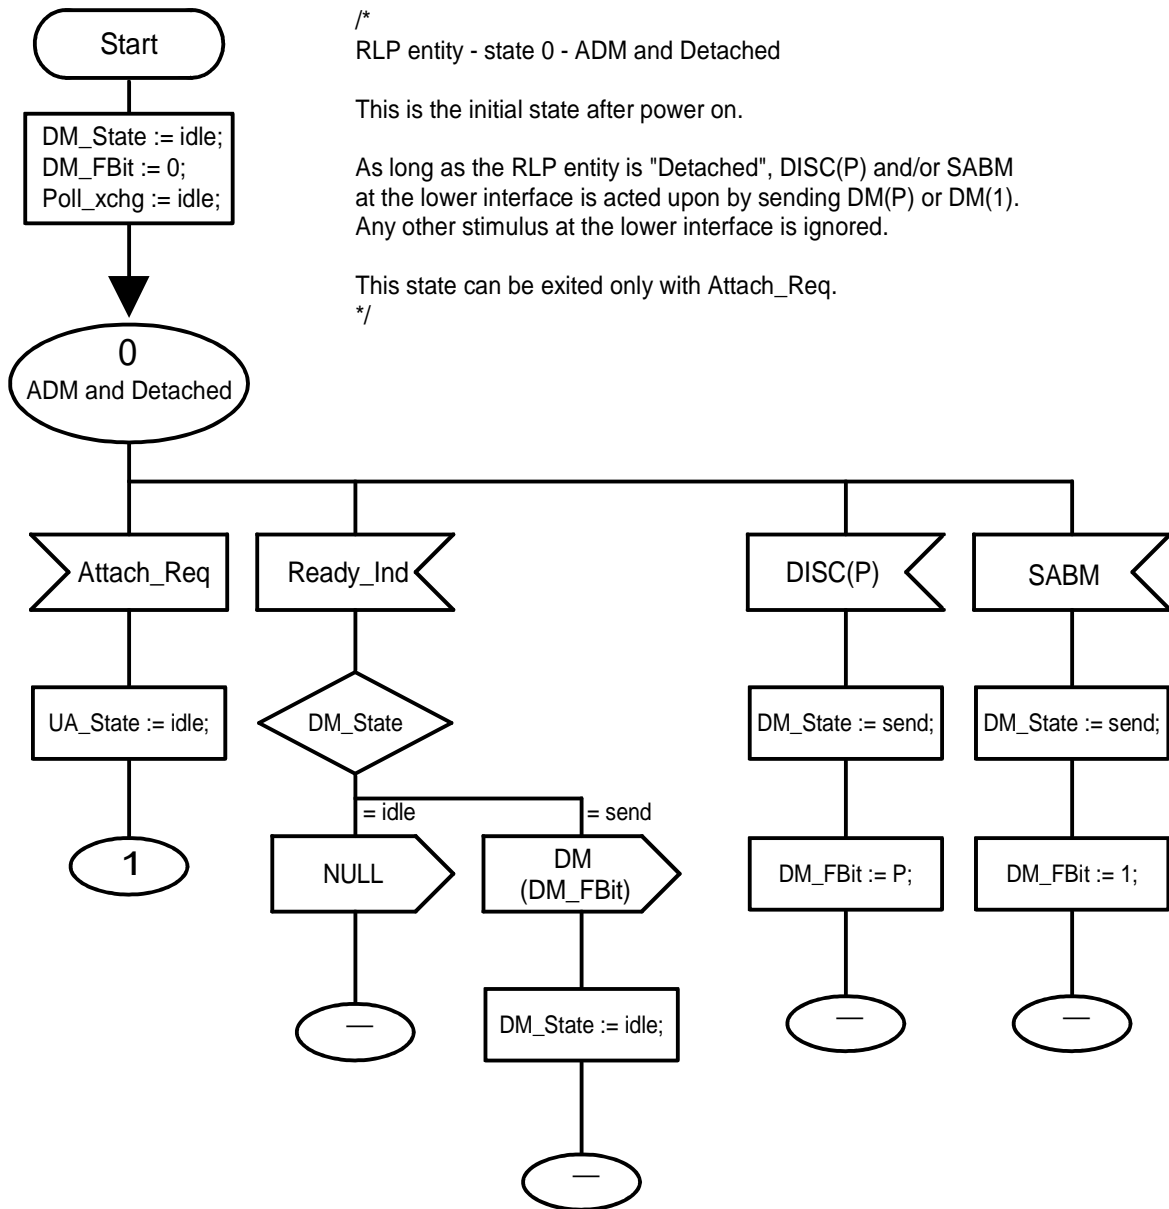 Start
DM_State := idle;
DM_FBit := 0;
Poll_xchg := idle;
/*
RLP entity - state 0 - ADM and Detached
This is the initial state after power on.
As long as the RLP entity is "Detached", DISC(P) and/or SABM
at the lower interface is acted upon by sending DM(P) or DM(1).
Any other stimulus at the lower interface is ignored.
This state can be exited only with Attach_Req.
*/
0
ADM and Detached
Attach_Req
Ready_Ind
DISC(P)
SABM
UA_State := idle;
DM_State
DM_State := send;
DM_State := send;
= idle
= send
1
NULL
DM
(DM_FBit)
DM_FBit := P;
DM_FBit := 1;
—
DM_State := idle;
—
—
—